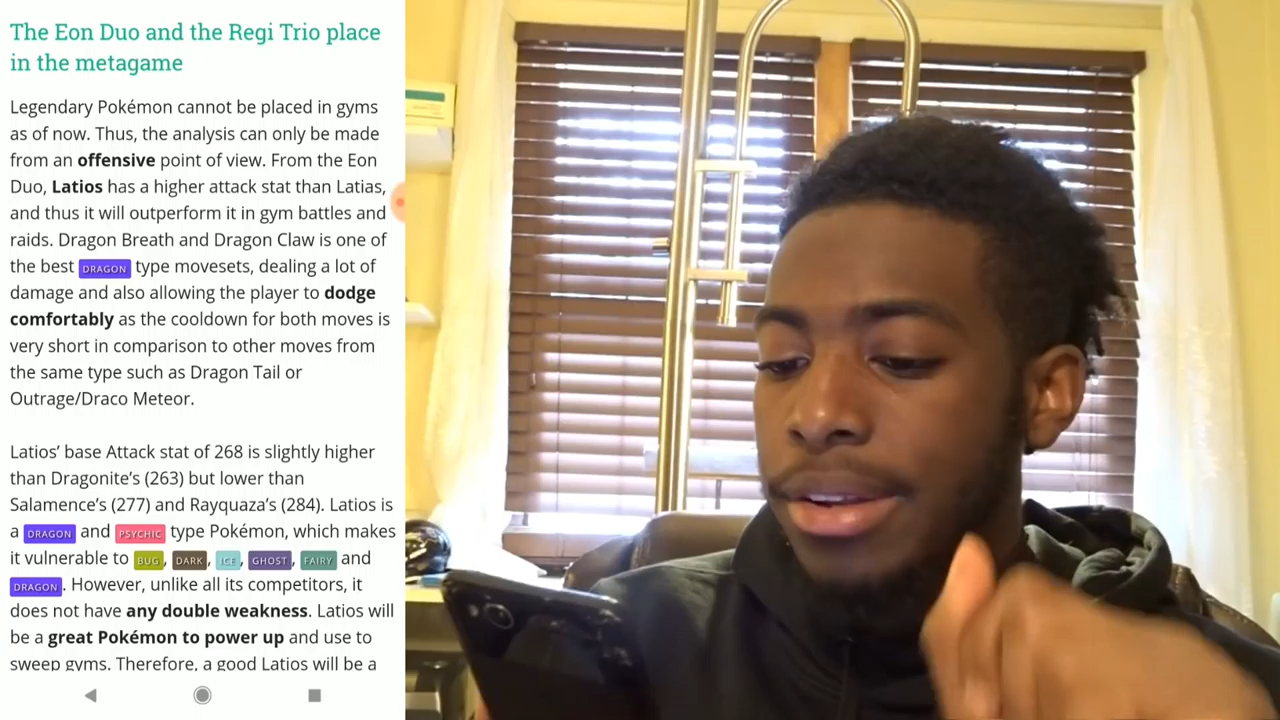 The Eon Duo and the Regi Trio place
in the metagame
Legendary Pokémon cannot be placed in gyms
as of now. Thus, the analysis can only be made
from an offensive point of view. From the Eon
Duo, Latios has a higher attack stat than Latias,
and thus it will outperform it in gym battles and
raids. Dragon Breath and Dragon Claw is one of
the best DRAGON type movesets, dealing a lot of
damage and also allowing the player to dodge
comfortably as the cooldown for both moves is
very short in comparison to other moves from
the same type such as Dragon Tail or
Outrage/Draco Meteor.
Latios’ base Attack stat of 268 is slightly higher
than Dragonite’s (263) but lower than
Salamence’s (277) and Rayquaza’s (284). Latios is
a DRAGON and PSYCHIC type Pokémon, which makes
it vulnerable to BUG, DARK, ICE, GHOST, FAIRY and
DRAGON. However, unlike all its competitors, it
does not have any double weakness. Latios will
be a great Pokémon to power up and use to
sweep gyms. Therefore, a good Latios will be a